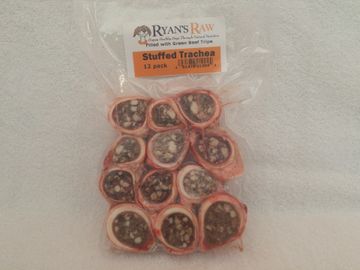 RYAN'S RAW
Filled with Green Beef Tripe
Stuffed Trachea
12 pack